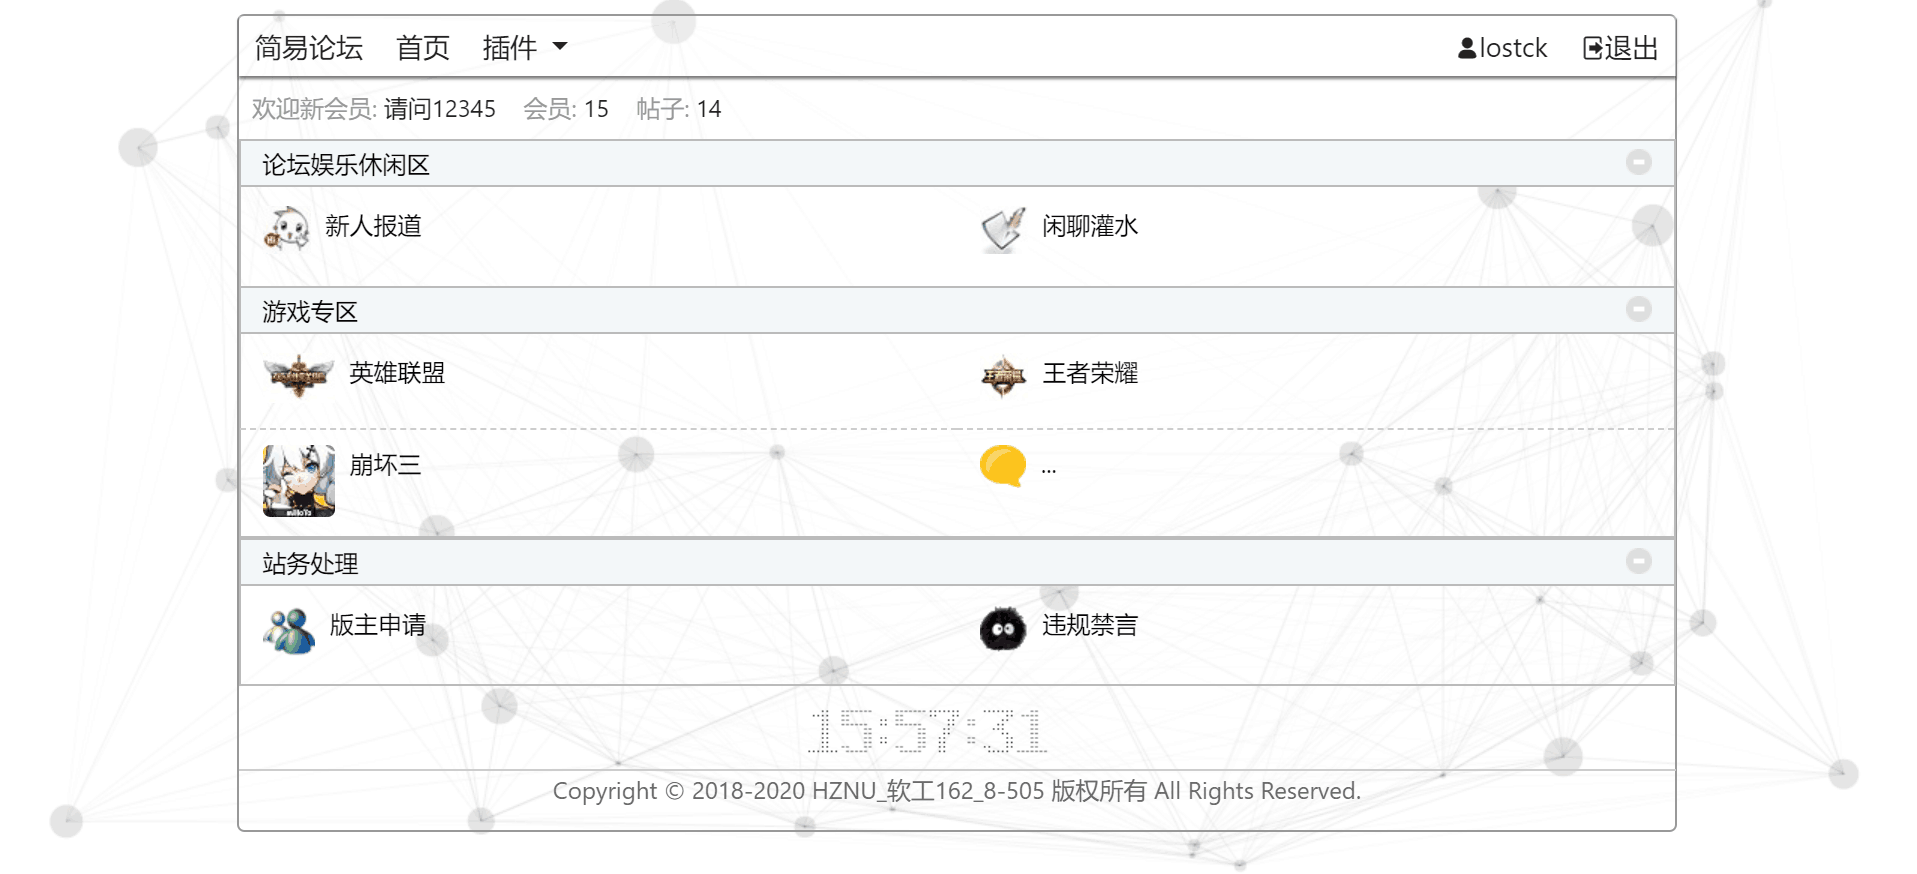 简易论坛 首页 插件 lostck 退出
欢迎新会员: 请问12345 会员: 15 帖子: 14
论坛娱乐休闲区
新人报道 闲聊灌水
游戏专区
英雄联盟 王者荣耀
崩坏三 ...
miHoYo
站务处理
版主申请 违规禁言
15:57:31
Copyright © 2018-2020 HZNU_软工162_8-505 版权所有 All Rights Reserved.